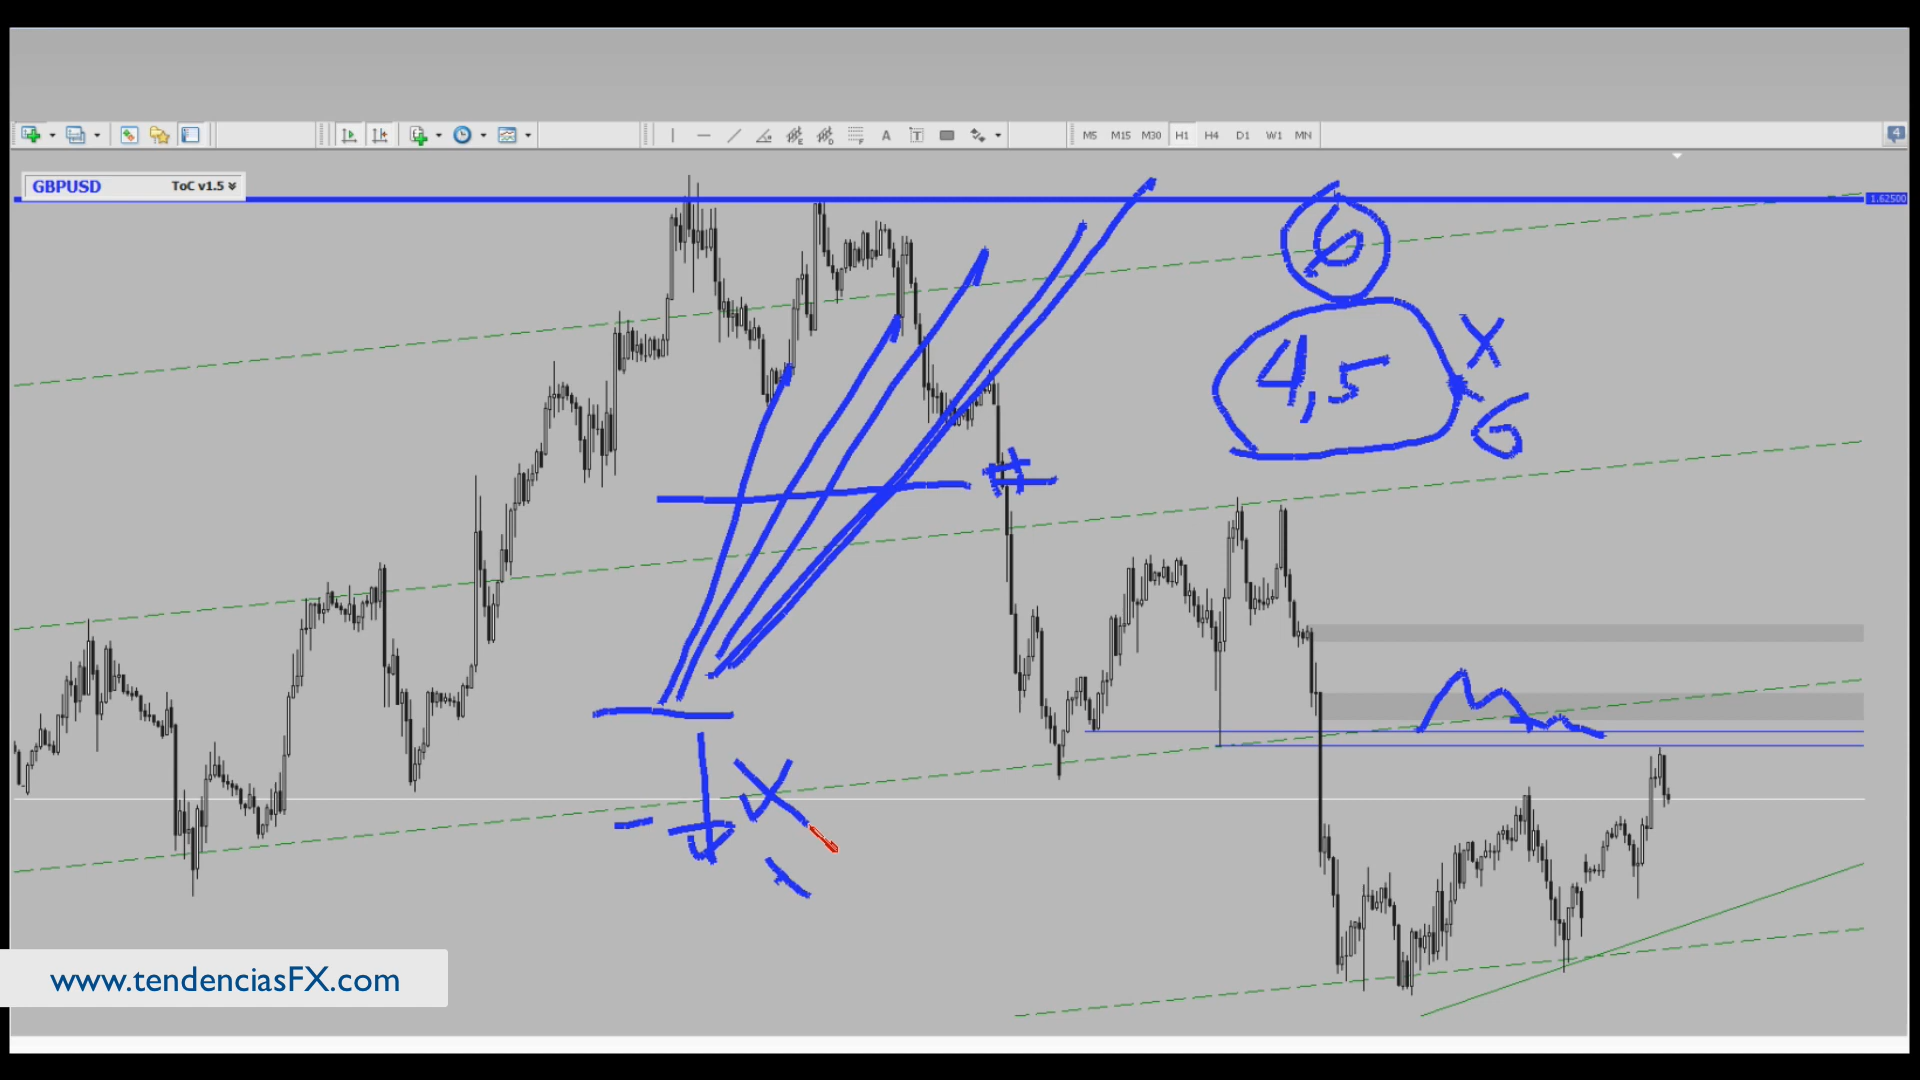 M5 M15 M30 H1 H4 D1 W1 MN
4
GBPUSD ToC v1.5
1.62500
6
4,5 x
6
www.tendenciasFX.com